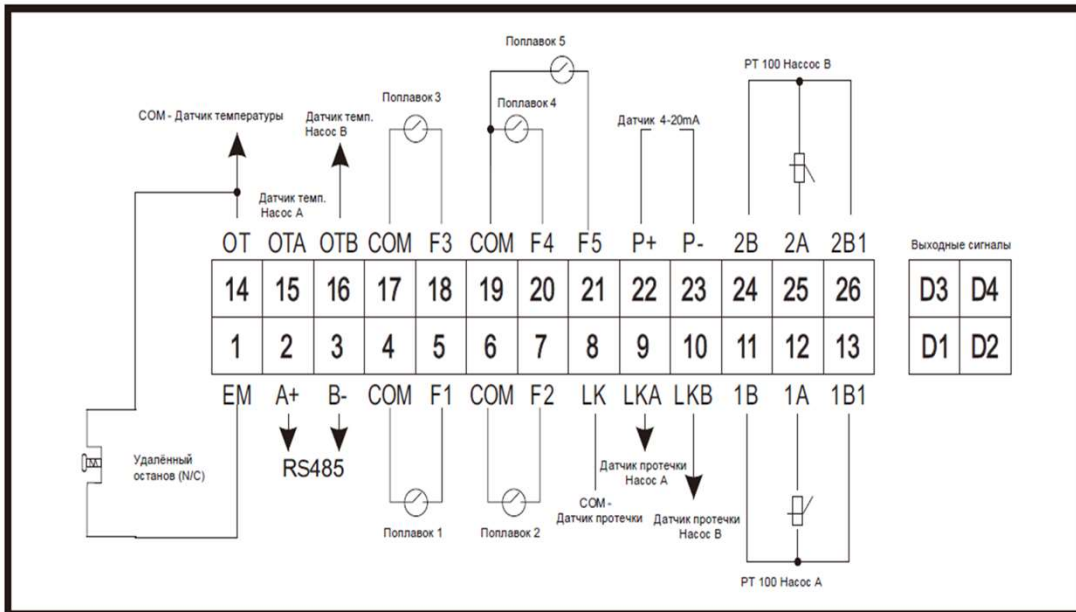 Поплавок 5
PT 100 Нассос В
Поплавок 3
Поплавок 4
COM - Датчик температуры
Датчик темп.
Насос В
Датчик 4-20mA
Датчик темп.
Насос А
OT OTA OTB COM F3 COM F4 F5 P+ P- 2B 2A 2B1
Выходные сигналы
14 15 16 17 18 19 20 21 22 23 24 25 26
D3 D4
1 2 3 4 5 6 7 8 9 10 11 12 13
D1 D2
EM A+ B- COM F1 COM F2 LK LKA LKB 1B 1A 1B1
Удалённый
останов (N/C)
RS485
Датчик протечки
Насос А
COM -
Датчик протечки
Датчик протечки
Насос В
Поплавок 1
Поплавок 2
PT 100 Насос А